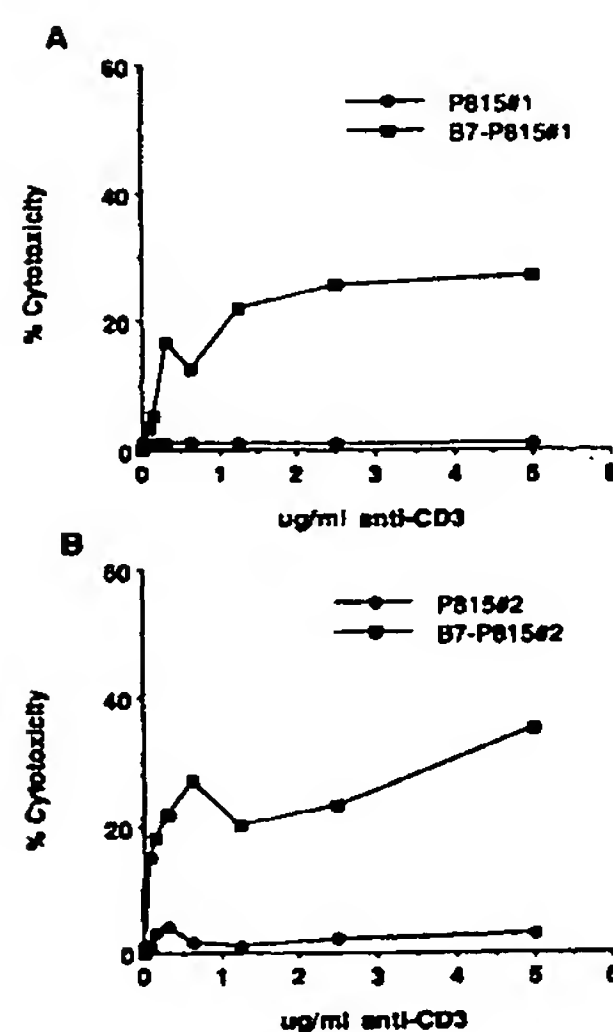 A
60
P815#1
B7-P815#1
40
% Cytotoxicity
20
0
0 1 2 3 4 5 6
ug/ml anti-CD3
B
60
P815#2
B7-P815#2
40
% Cytotoxicity
20
0
0 1 2 3 4 5 6
ug/ml anti-CD3